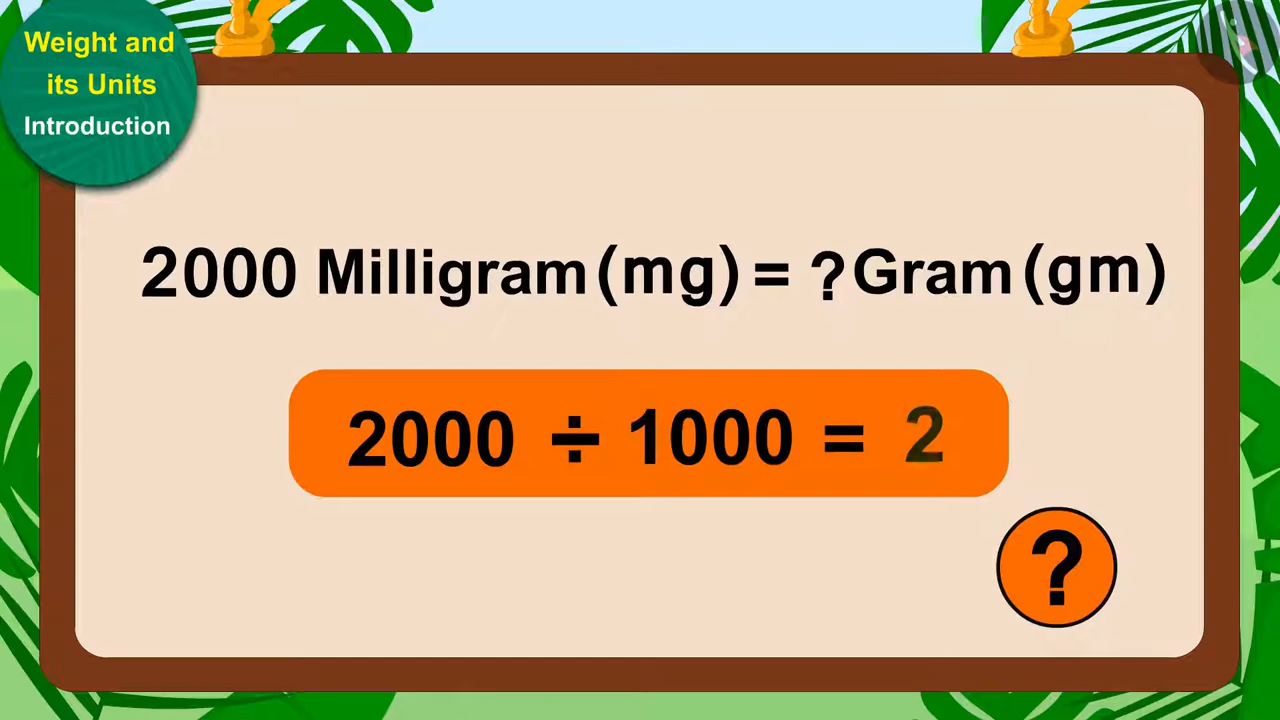 Weight and
its Units
Introduction
2000 Milligram (mg) = ? Gram (gm)
2000 ÷ 1000 = 2
?